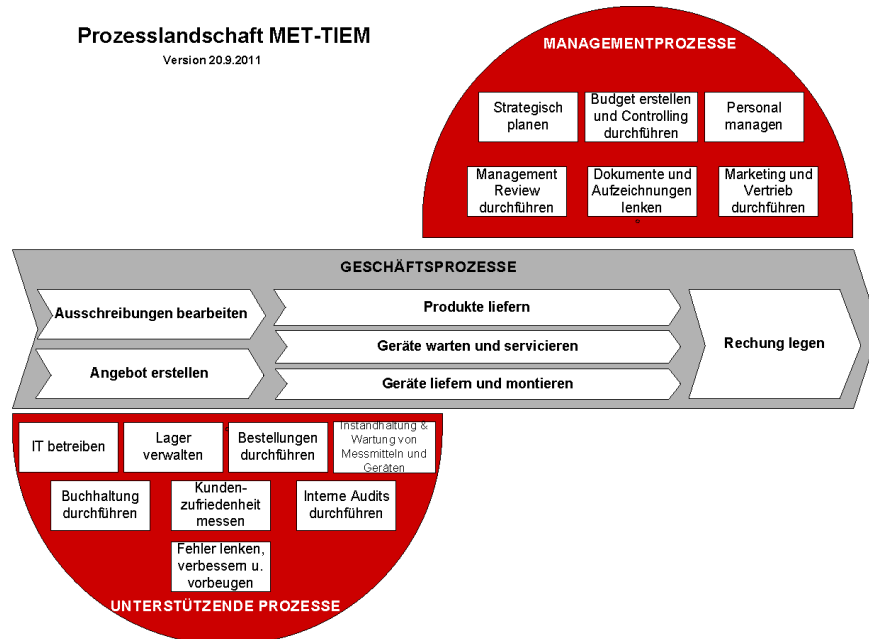 Prozesslandschaft MET-TIEM
Version 20.9.2011
MANAGEMENTPROZESSE
Strategisch
planen
Budget erstellen
und Controlling
durchführen
Personal
managen
Management
Review
durchführen
Dokumente und
Aufzeichnungen
lenken
Marketing und
Vertrieb
durchführen
GESCHÄFTSPROZESSE
Ausschreibungen bearbeiten
Angebot erstellen
Produkte liefern
Geräte warten und servicieren
Geräte liefern und montieren
Rechung legen
IT betreiben
Lager
verwalten
Bestellungen
durchführen
Instandhaltung &
Wartung von
Messmitteln und
Geräten
Buchhaltung
durchführen
Kunden-
zufriedenheit
messen
Interne Audits
durchführen
Fehler lenken,
verbessern u.
vorbeugen
UNTERSTÜTZENDE PROZESSE